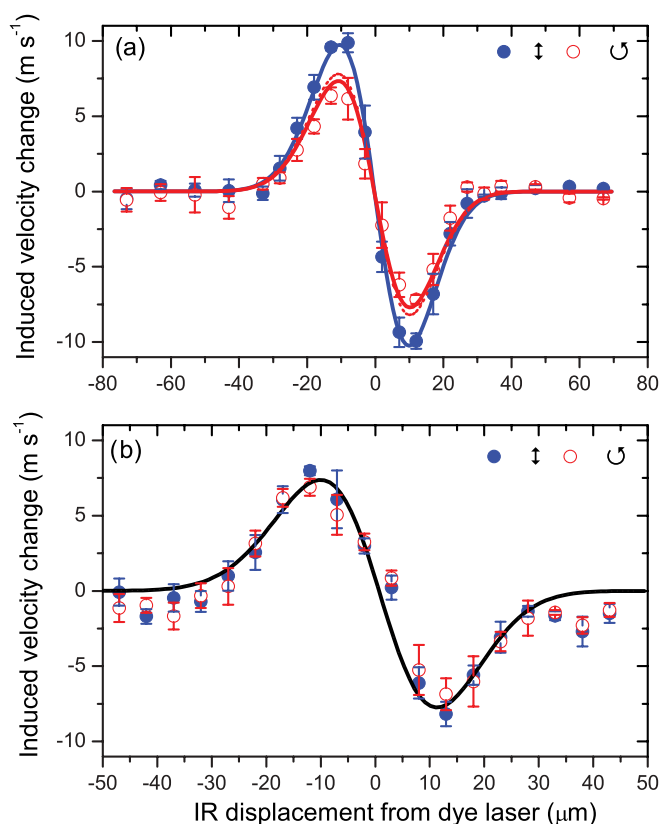 (a)
Induced velocity change (m s⁻¹)
10
5
0
-5
-10
-80 -60 -40 -20 0 20 40 60 80
(b)
Induced velocity change (m s⁻¹)
10
5
0
-5
-10
-50 -40 -30 -20 -10 0 10 20 30 40 50
IR displacement from dye laser (μm)